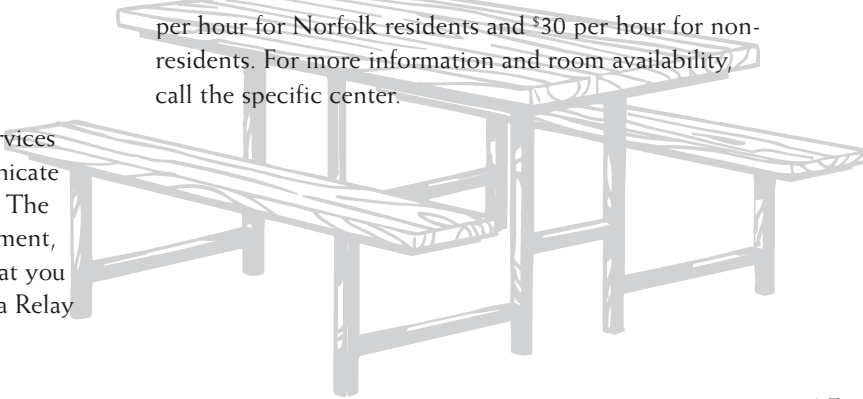 per hour for Norfolk residents and $30 per hour for non-
residents. For more information and room availability,
call the specific center.
rvices
nicate
The
ment,
at you
a Relay